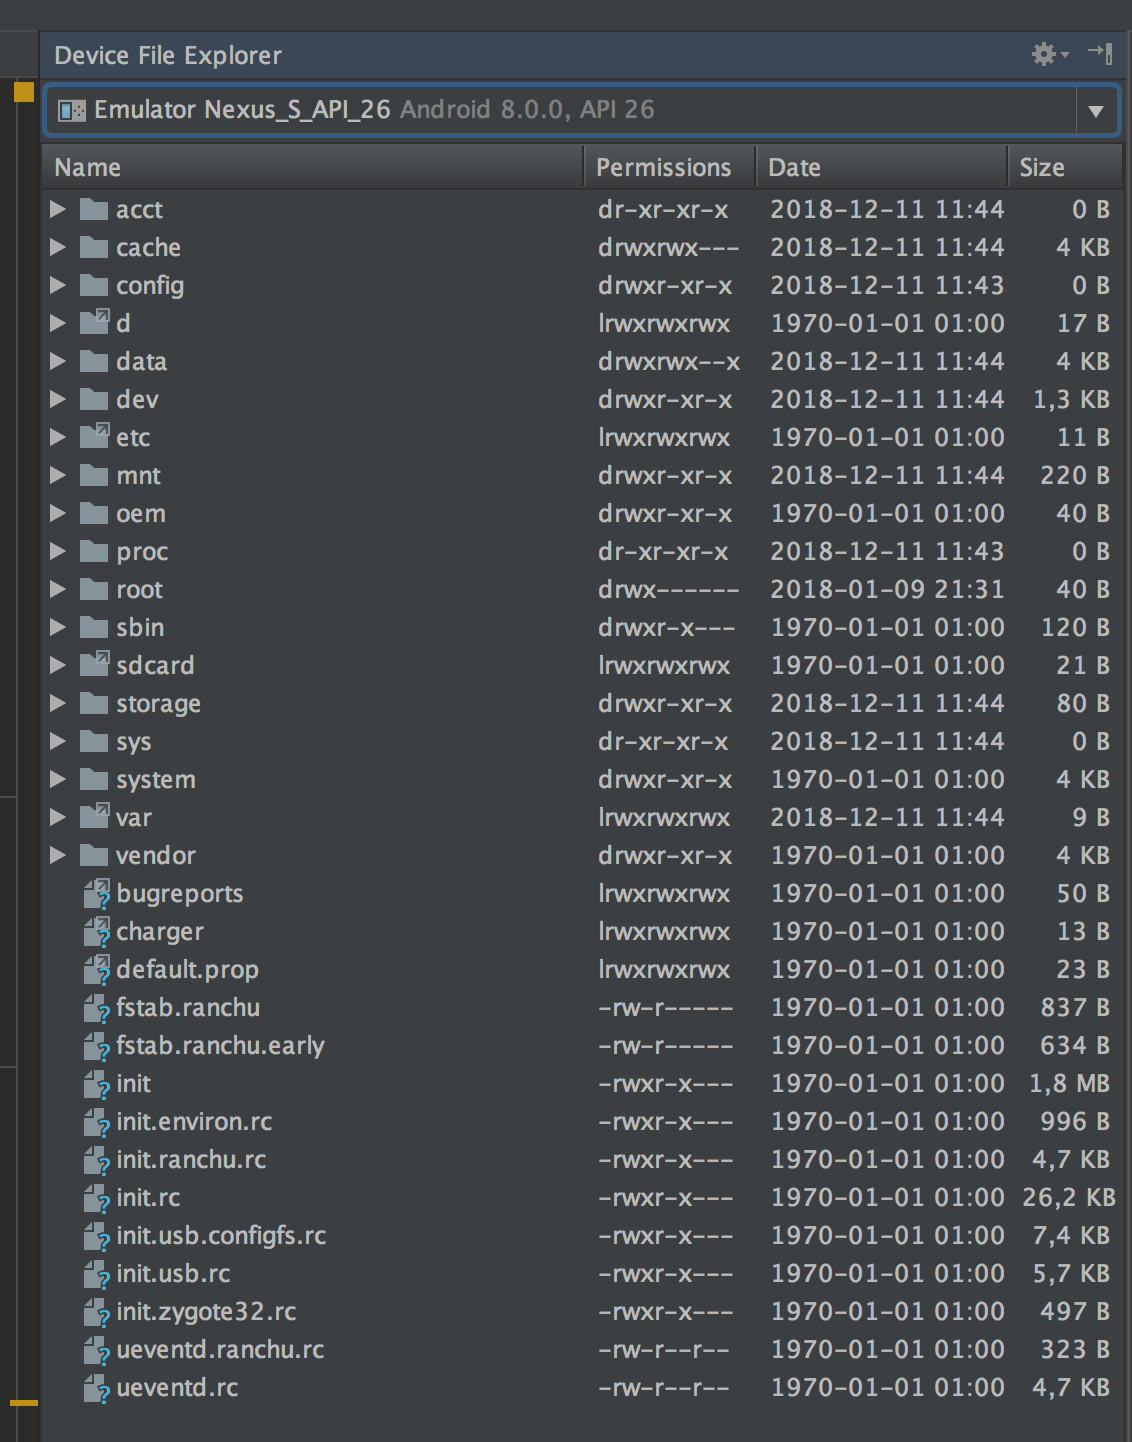 Device File Explorer
Emulator Nexus_S_API_26 Android 8.0.0, API 26
Name Permissions Date Size
acct dr-xr-xr-x 2018-12-11 11:44 0 B
cache drwxrwx--- 2018-12-11 11:44 4 KB
config drwxr-xr-x 2018-12-11 11:43 0 B
d lrwxrwxrwx 1970-01-01 01:00 17 B
data drwxrwx--x 2018-12-11 11:44 4 KB
dev drwxr-xr-x 2018-12-11 11:44 1,3 KB
etc lrwxrwxrwx 1970-01-01 01:00 11 B
mnt drwxr-xr-x 2018-12-11 11:44 220 B
oem drwxr-xr-x 1970-01-01 01:00 40 B
proc dr-xr-xr-x 2018-12-11 11:43 0 B
root drwx------ 2018-01-09 21:31 40 B
sbin drwxr-x--- 1970-01-01 01:00 120 B
sdcard lrwxrwxrwx 1970-01-01 01:00 21 B
storage drwxr-xr-x 2018-12-11 11:44 80 B
sys dr-xr-xr-x 2018-12-11 11:44 0 B
system drwxr-xr-x 1970-01-01 01:00 4 KB
var lrwxrwxrwx 2018-12-11 11:44 9 B
vendor drwxr-xr-x 1970-01-01 01:00 4 KB
bugreports lrwxrwxrwx 1970-01-01 01:00 50 B
charger lrwxrwxrwx 1970-01-01 01:00 13 B
default.prop lrwxrwxrwx 1970-01-01 01:00 23 B
fstab.ranchu -rw-r----- 1970-01-01 01:00 837 B
fstab.ranchu.early -rw-r----- 1970-01-01 01:00 634 B
init -rwxr-x--- 1970-01-01 01:00 1,8 MB
init.environ.rc -rwxr-x--- 1970-01-01 01:00 996 B
init.ranchu.rc -rwxr-x--- 1970-01-01 01:00 4,7 KB
init.rc -rwxr-x--- 1970-01-01 01:00 26,2 KB
init.usb.configfs.rc -rwxr-x--- 1970-01-01 01:00 7,4 KB
init.usb.rc -rwxr-x--- 1970-01-01 01:00 5,7 KB
init.zygote32.rc -rwxr-x--- 1970-01-01 01:00 497 B
ueventd.ranchu.rc -rw-r--r-- 1970-01-01 01:00 323 B
ueventd.rc -rw-r--r-- 1970-01-01 01:00 4,7 KB